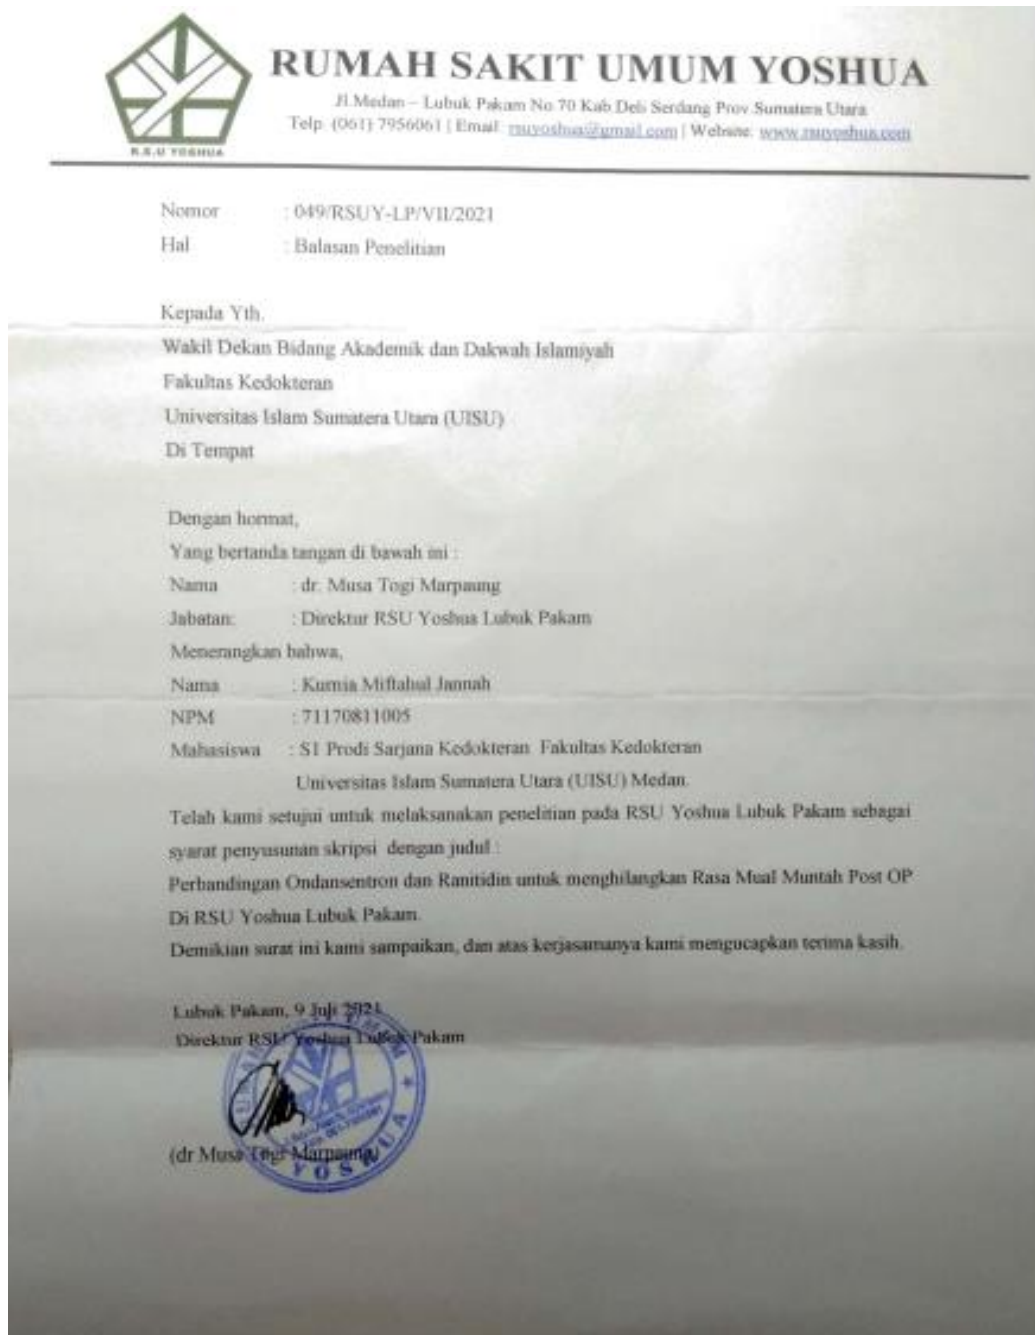 RUMAH SAKIT UMUM YOSHUA
Jl.Medan – Lubuk Pakam No.70 Kab.Deli Serdang Prov.Sumatera Utara
Telp. (061) 7956061 | Email: rsuyoshua@gmail.com | Website: www.rsuyoshua.com
R.S.U YOSHUA
Nomor : 049/RSUY-LP/VII/2021
Hal : Balasan Penelitian
Kepada Yth.
Wakil Dekan Bidang Akademik dan Dakwah Islamiyah
Fakultas Kedokteran
Universitas Islam Sumatera Utara (UISU)
Di Tempat
Dengan hormat,
Yang bertanda tangan di bawah ini :
Nama : dr. Musa Togi Marpaung
Jabatan: : Direktur RSU Yoshua Lubuk Pakam
Menerangkan bahwa,
Nama : Kurnia Miftahul Jannah
NPM : 71170811005
Mahasiswa : S1 Prodi Sarjana Kedokteran Fakultas Kedokteran
Universitas Islam Sumatera Utara (UISU) Medan.
Telah kami setujui untuk melaksanakan penelitian pada RSU Yoshua Lubuk Pakam sebagai
syarat penyusunan skripsi dengan judul :
Perbandingan Ondansentron dan Ranitidin untuk menghilangkan Rasa Mual Muntah Post OP
Di RSU Yoshua Lubuk Pakam.
Demikian surat ini kami sampaikan, dan atas kerjasamanya kami mengucapkan terima kasih.
Lubuk Pakam, 9 Juli 2021
Direktur RSU Yoshua Lubuk Pakam
(dr Musa Togi Marpaung)
YOSHUA